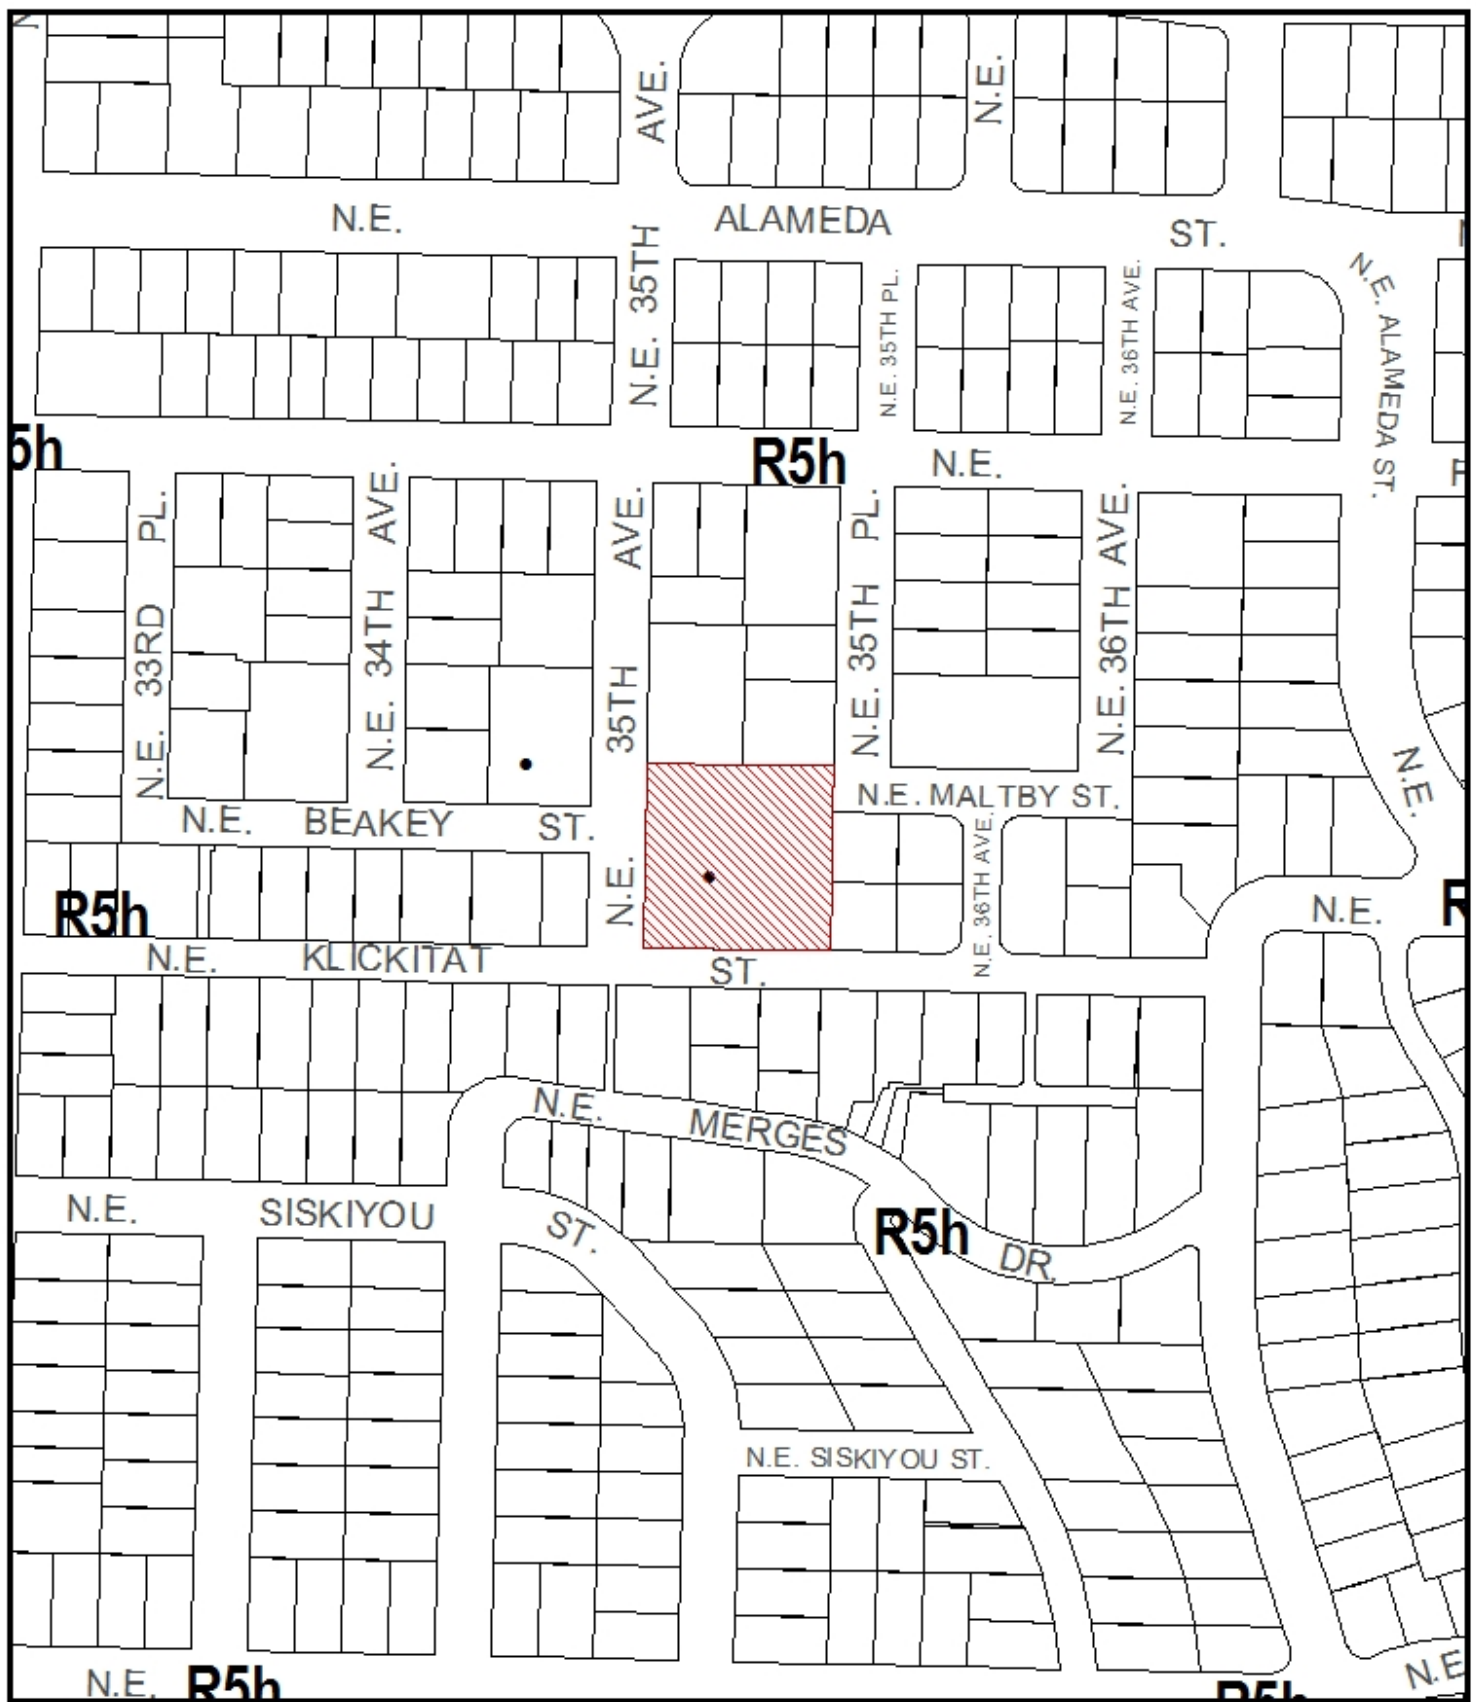 AVE.
N.E.
N.E. ALAMEDA ST.
N.E. 35TH
N.E. 35TH PL.
N.E. 36TH AVE.
N.E. ALAMEDA ST.
5h
R5h
N.E.
N.E. 33RD PL.
N.E. 34TH AVE.
N.E. 35TH AVE.
N.E. 35TH PL.
N.E. 36TH AVE.
N.E.
N.E. MALTBY ST.
N.E. BEAKEY ST.
N.E. 36TH AVE.
R5h
N.E.
R
N.E. KLICKITAT ST.
N.E. MERGES DR.
N.E. SISKIYOU ST.
R5h
N.E. SISKIYOU ST.
N.E.
R5h
R5h
N.E